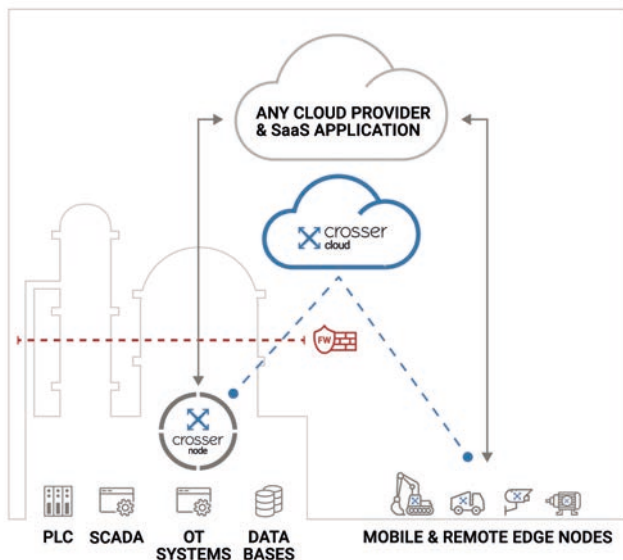 ANY CLOUD PROVIDER
& SaaS APPLICATION
crosser
cloud
FW
crosser
node
PLC
SCADA
OT
SYSTEMS
DATA
BASES
MOBILE & REMOTE EDGE NODES